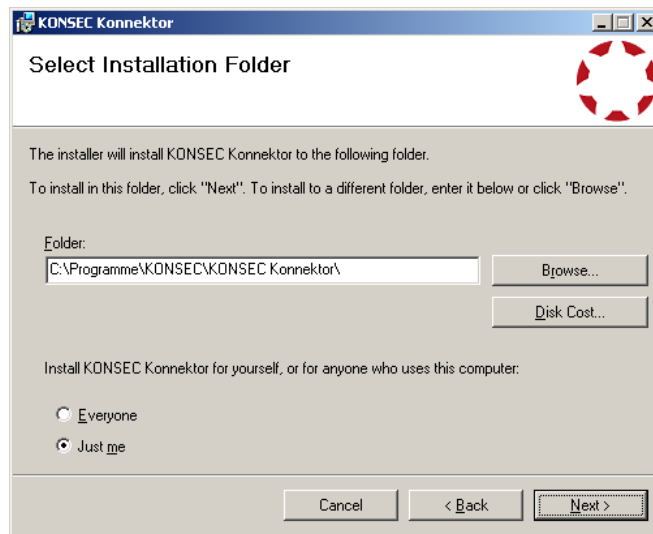 KONSEC Konnektor
Select Installation Folder
The installer will install KONSEC Konnektor to the following folder.
To install in this folder, click "Next". To install to a different folder, enter it below or click "Browse".
Folder:
C:\Programme\KONSEC\KONSEC Konnektor\
Browse...
Disk Cost...
Install KONSEC Konnektor for yourself, or for anyone who uses this computer:
Everyone
Just me
Cancel
< Back
Next >